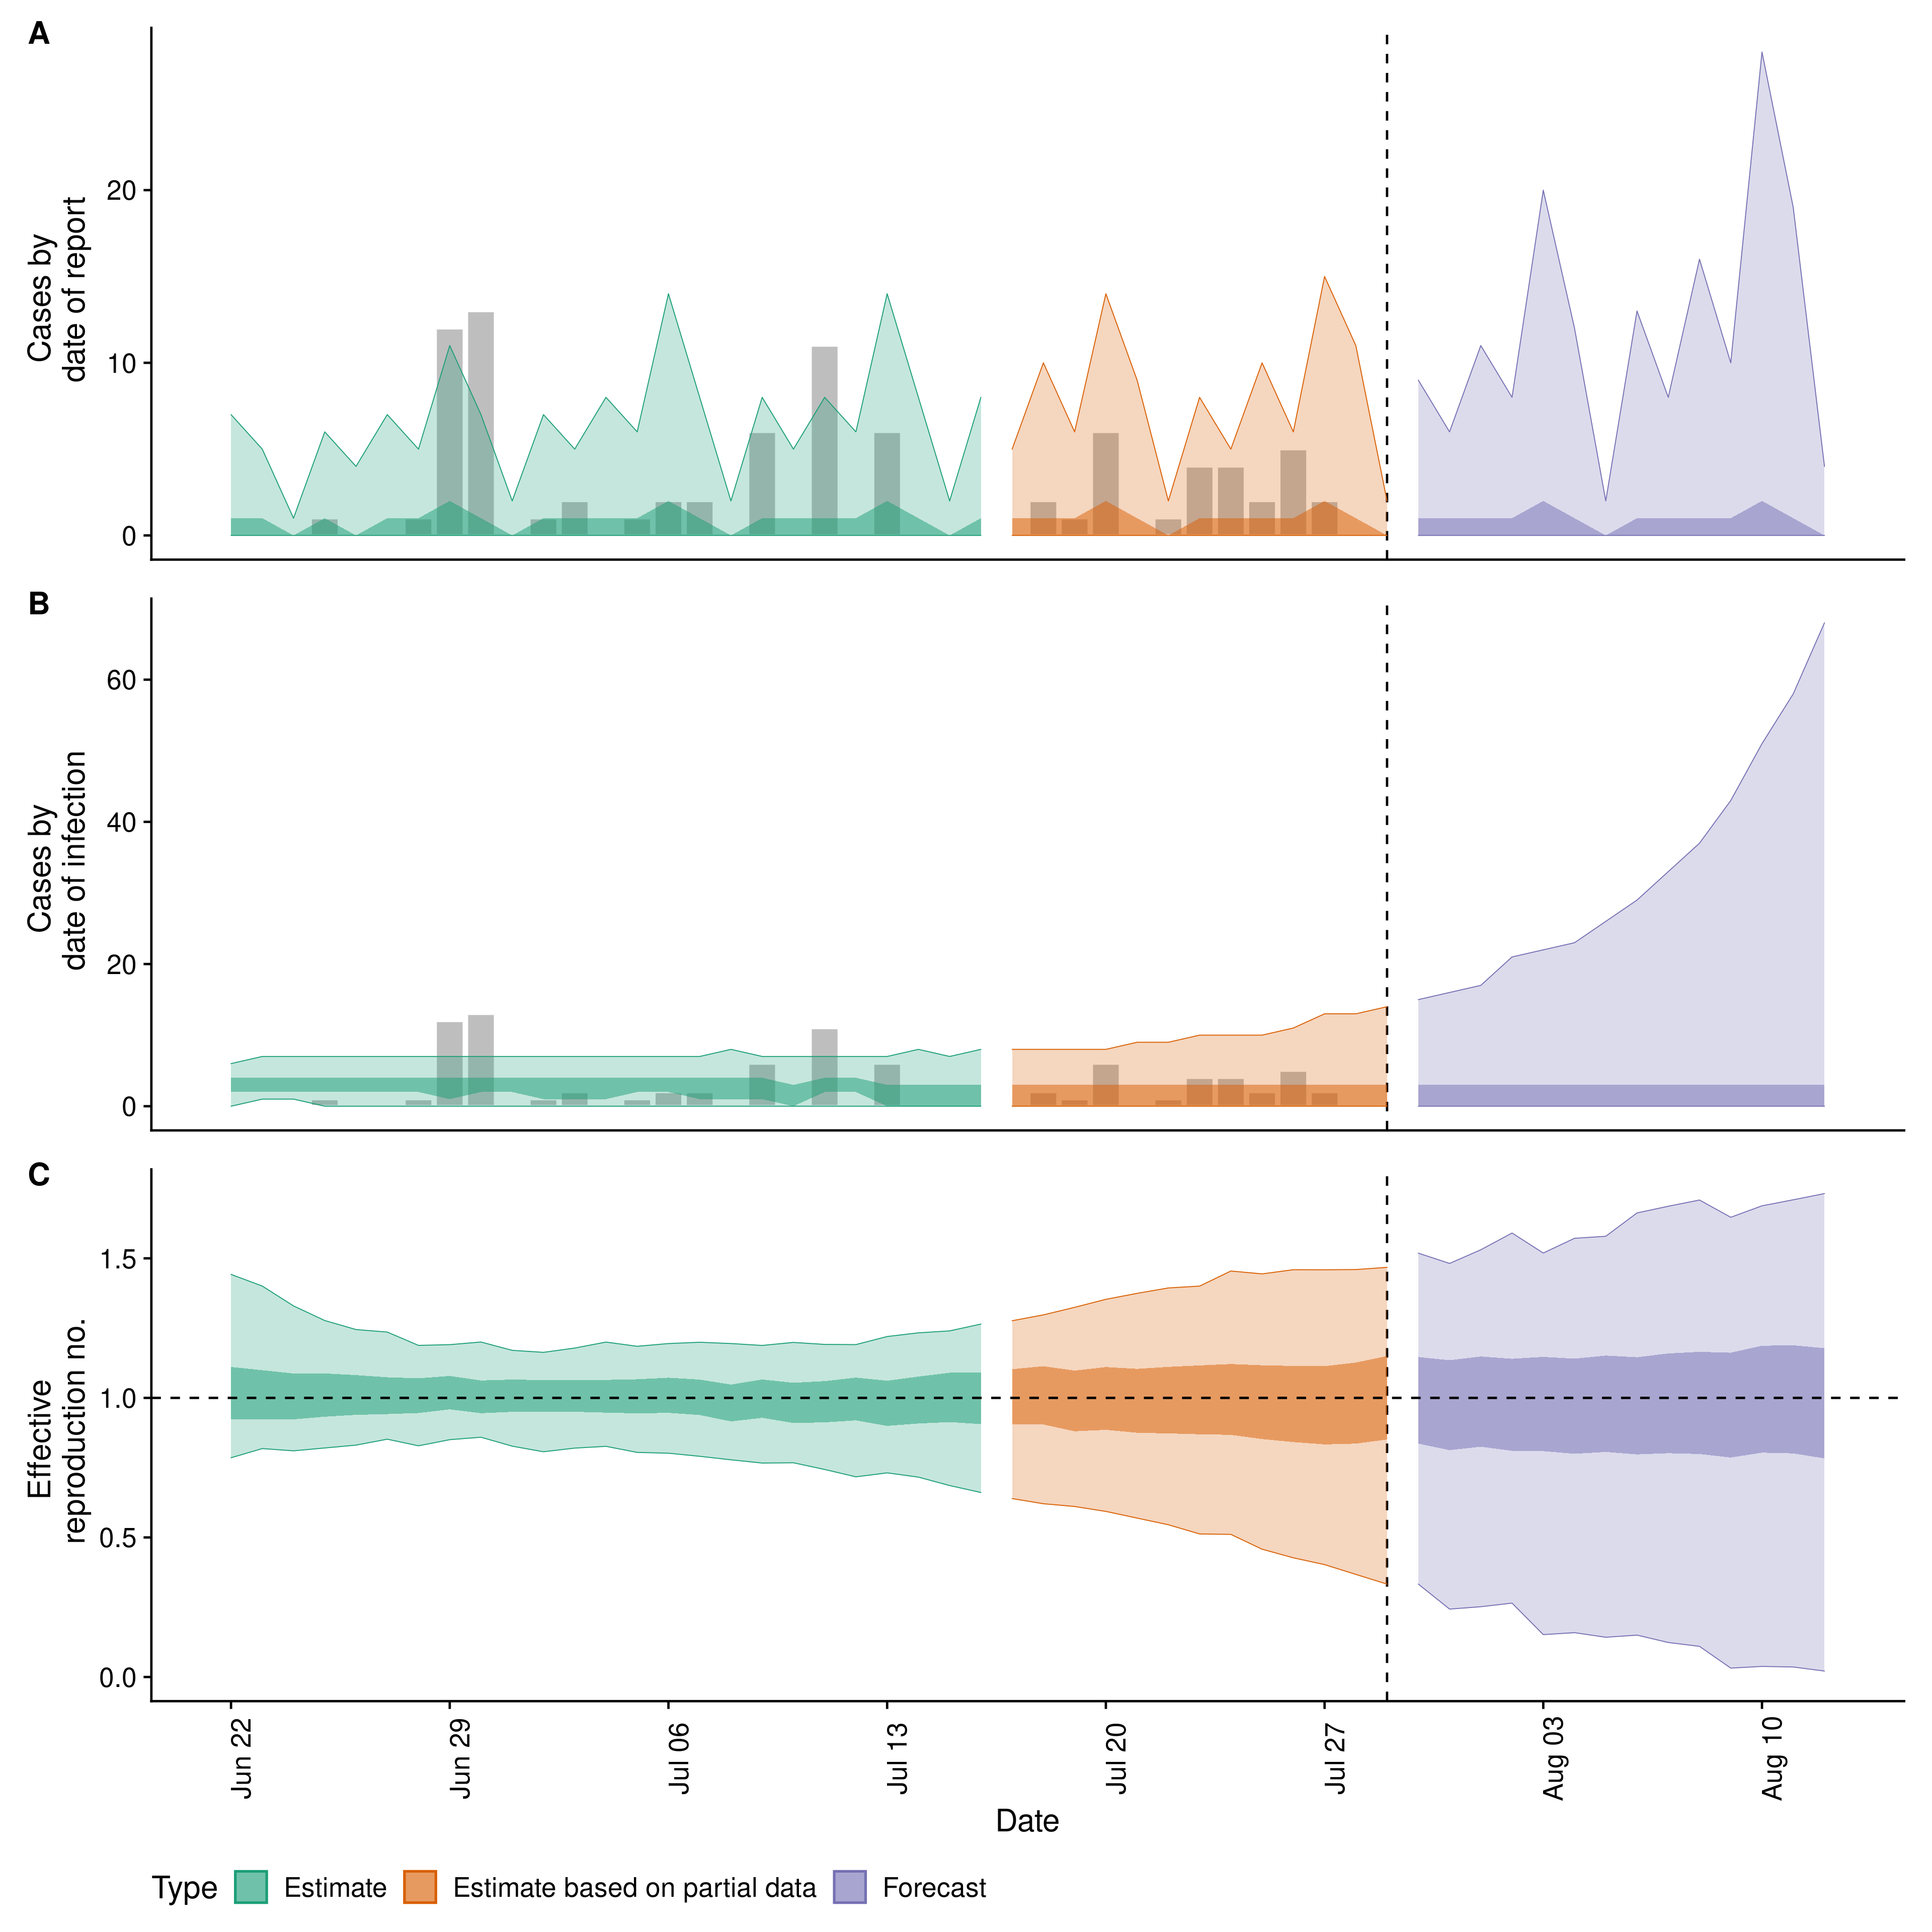 A
Cases by
date of report
20
10
0
B
Cases by
date of infection
60
40
20
0
C
Effective
reproduction no.
1.5
1.0
0.5
0.0
Jun 22
Jun 29
Jul 06
Jul 13
Jul 20
Jul 27
Aug 03
Aug 10
Date
Type Estimate Estimate based on partial data Forecast